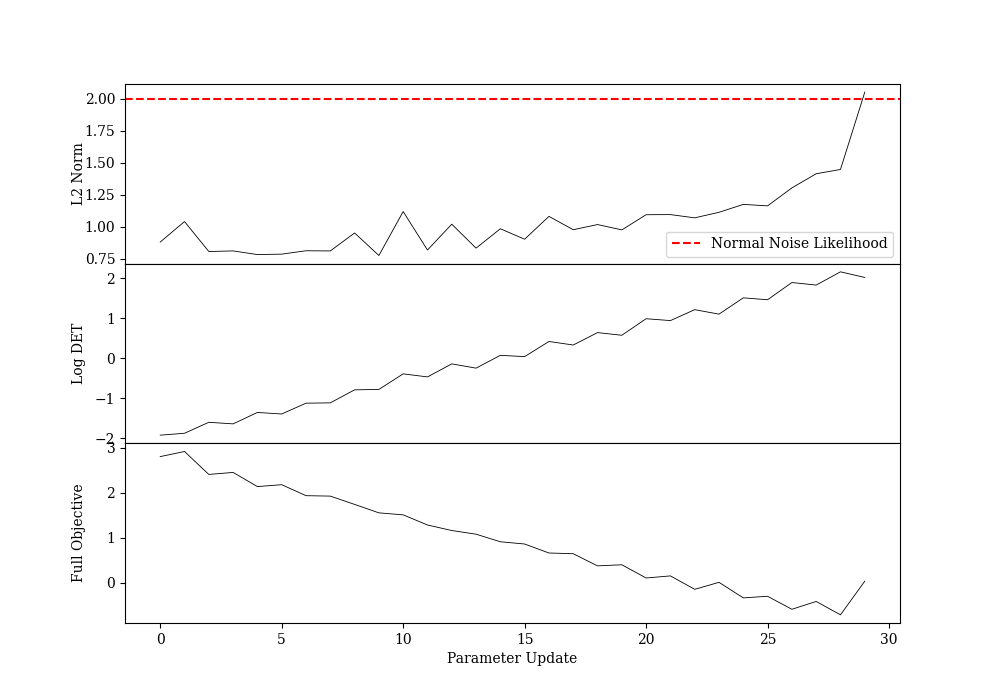 2.00
1.75
1.50
1.25
1.00
0.75
L2 Norm
Normal Noise Likelihood
2
1
0
−1
−2
Log DET
3
2
1
0
Full Objective
0 5 10 15 20 25 30
Parameter Update